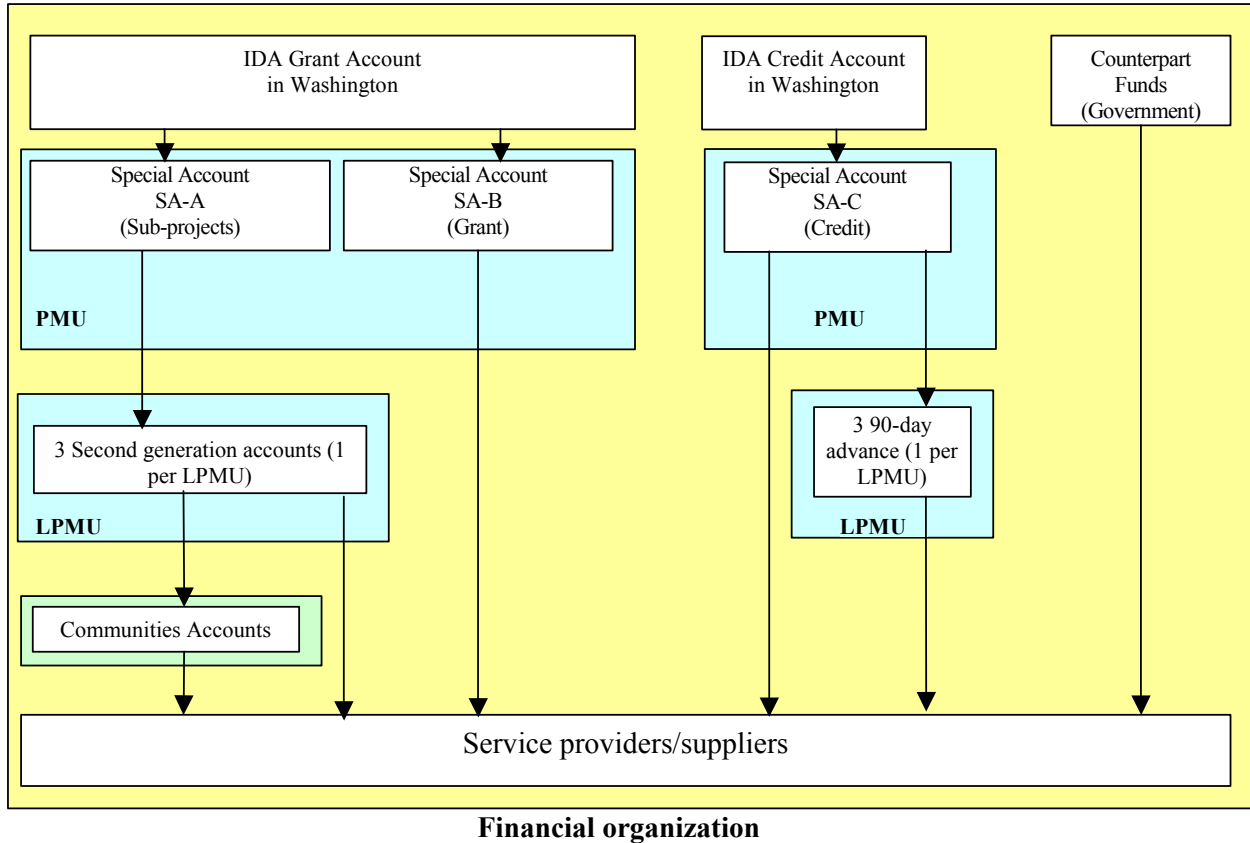 IDA Grant Account
in Washington
IDA Credit Account
in Washington
Counterpart
Funds
(Government)
Special Account
SA-A
(Sub-projects)
Special Account
SA-B
(Grant)
Special Account
SA-C
(Credit)
PMU
PMU
3 Second generation accounts (1
per LPMU)
3 90-day
advance (1 per
LPMU)
LPMU
LPMU
Communities Accounts
Service providers/suppliers
Financial organization